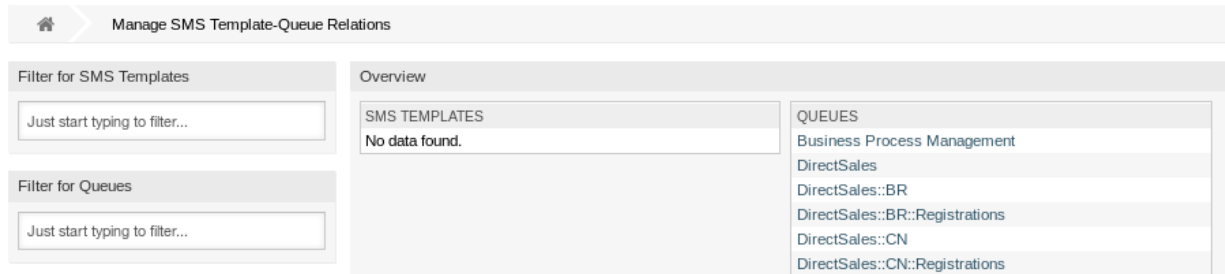 Manage SMS Template-Queue Relations
Filter for SMS Templates
Just start typing to filter...
Filter for Queues
Just start typing to filter...
Overview
SMS TEMPLATES
No data found.
QUEUES
Business Process Management
DirectSales
DirectSales::BR
DirectSales::BR::Registrations
DirectSales::CN
DirectSales::CN::Registrations